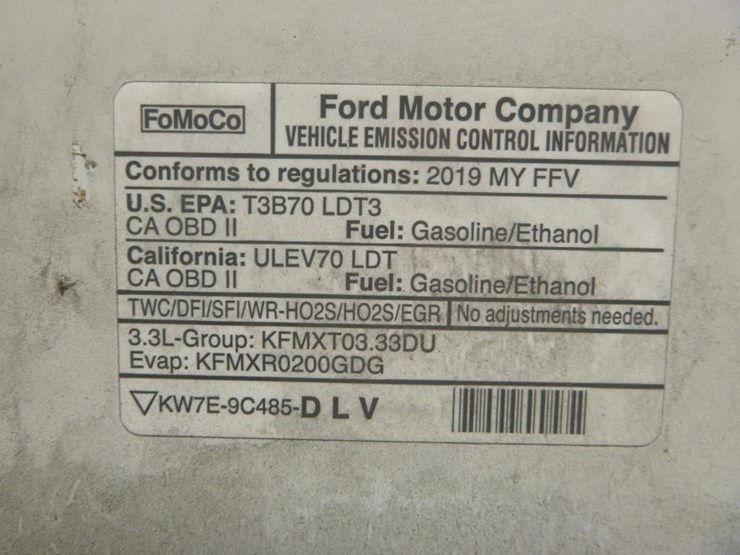 FoMoCo
Ford Motor Company
VEHICLE EMISSION CONTROL INFORMATION
Conforms to regulations: 2019 MY FFV
U.S. EPA: T3B70 LDT3
CA OBD II Fuel: Gasoline/Ethanol
California: ULEV70 LDT
CA OBD II Fuel: Gasoline/Ethanol
TWC/DFI/SFI/WR-HO2S/HO2S/EGR No adjustments needed.
3.3L-Group: KFMXT03.33DU
Evap: KFMXR0200GDG
▽KW7E-9C485-D L V